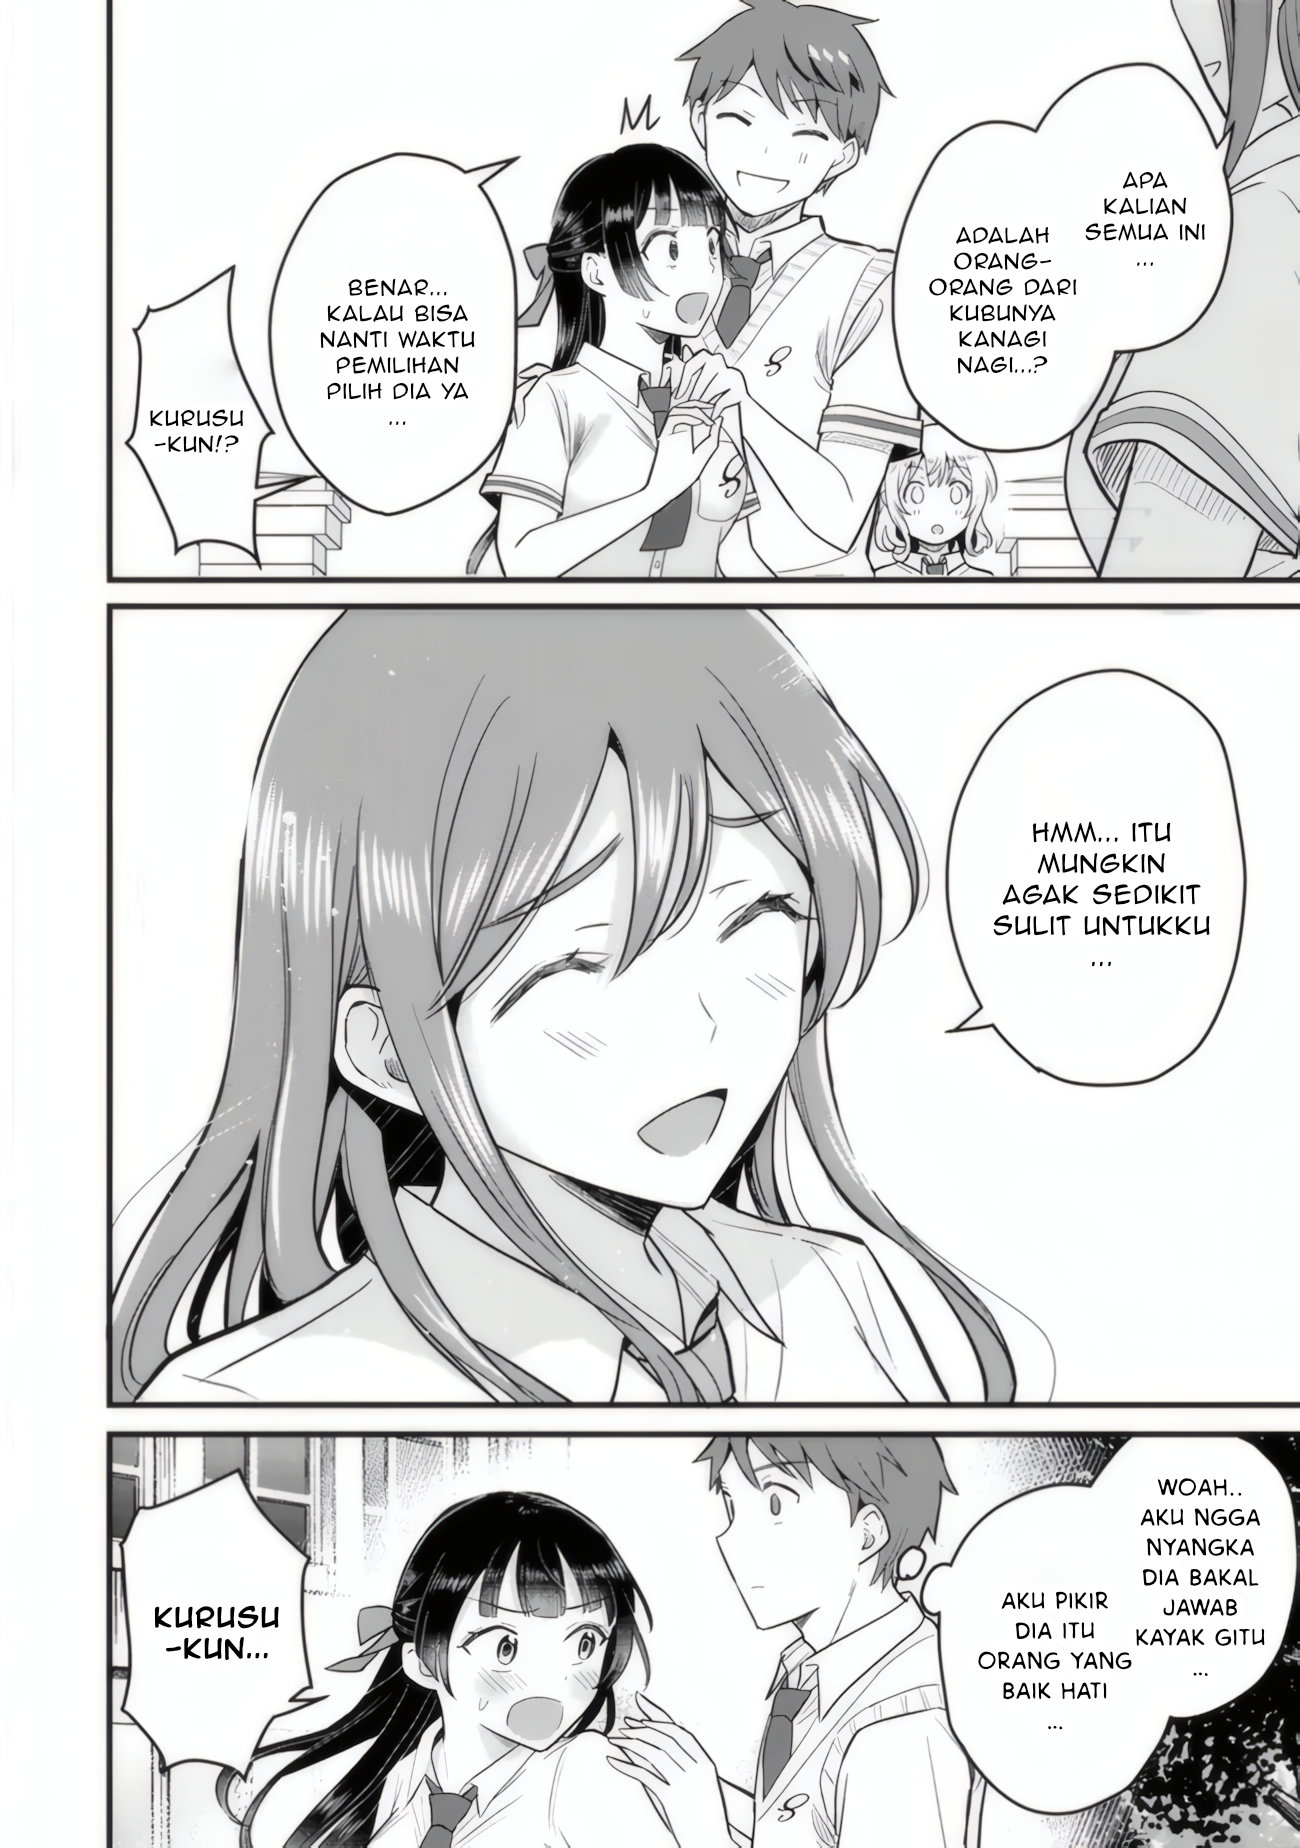 APA
KALIAN
SEMUA INI
...
ADALAH
ORANG-
ORANG DARI
KUBUNYA
KANAGI
NAGI...?
BENAR...
KALAU BISA
NANTI WAKTU
PEMILIHAN
PILIH DIA YA
...
KURUSU
-KUN!?
HMM... ITU
MUNGKIN
AGAK SEDIKIT
SULIT UNTUKKU
...
WOAH..
AKU NGGA
NYANGKA
DIA BAKAL
JAWAB
KAYAK GITU
...
AKU PIKIR
DIA ITU
ORANG YANG
BAIK HATI
...
KURUSU
-KUN...